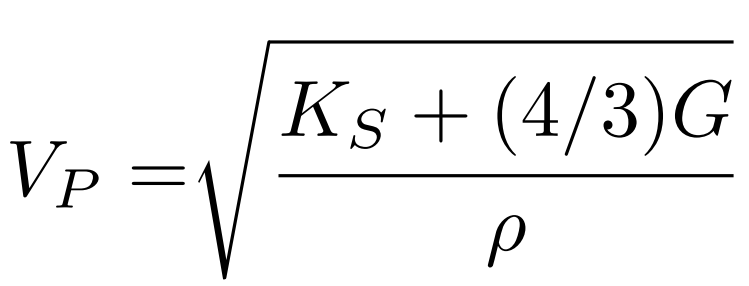 V_P = \sqrt{\frac{K_S + (4/3)G}{\rho}}